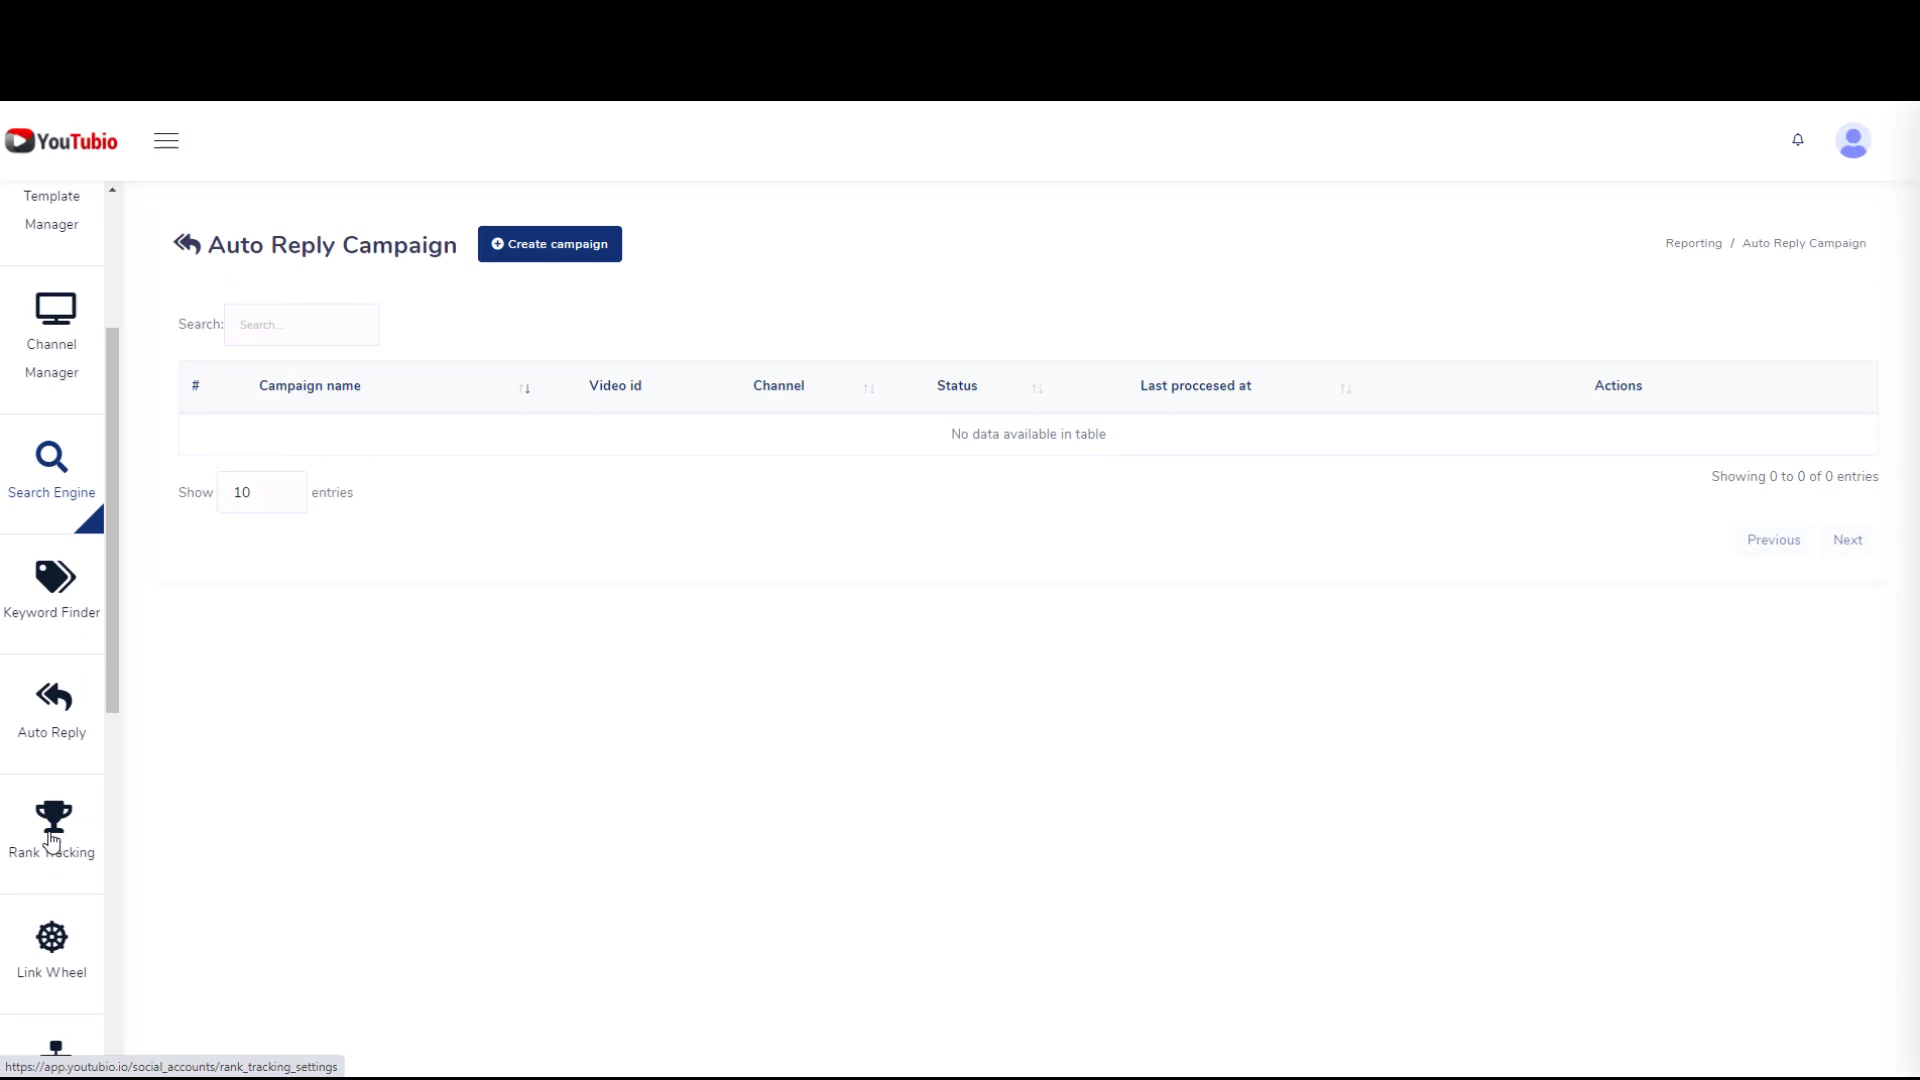 YouTubio
Template
Manager
Channel
Manager
Search Engine
Keyword Finder
Auto Reply
Rank Tracking
Link Wheel
Auto Reply Campaign
Create campaign
Reporting / Auto Reply Campaign
Search: Search...
# Campaign name Video id Channel Status Last proccesed at Actions
No data available in table
Show 10 entries
Showing 0 to 0 of 0 entries
Previous Next
https://app.youtubio.io/social_accounts/rank_tracking_settings